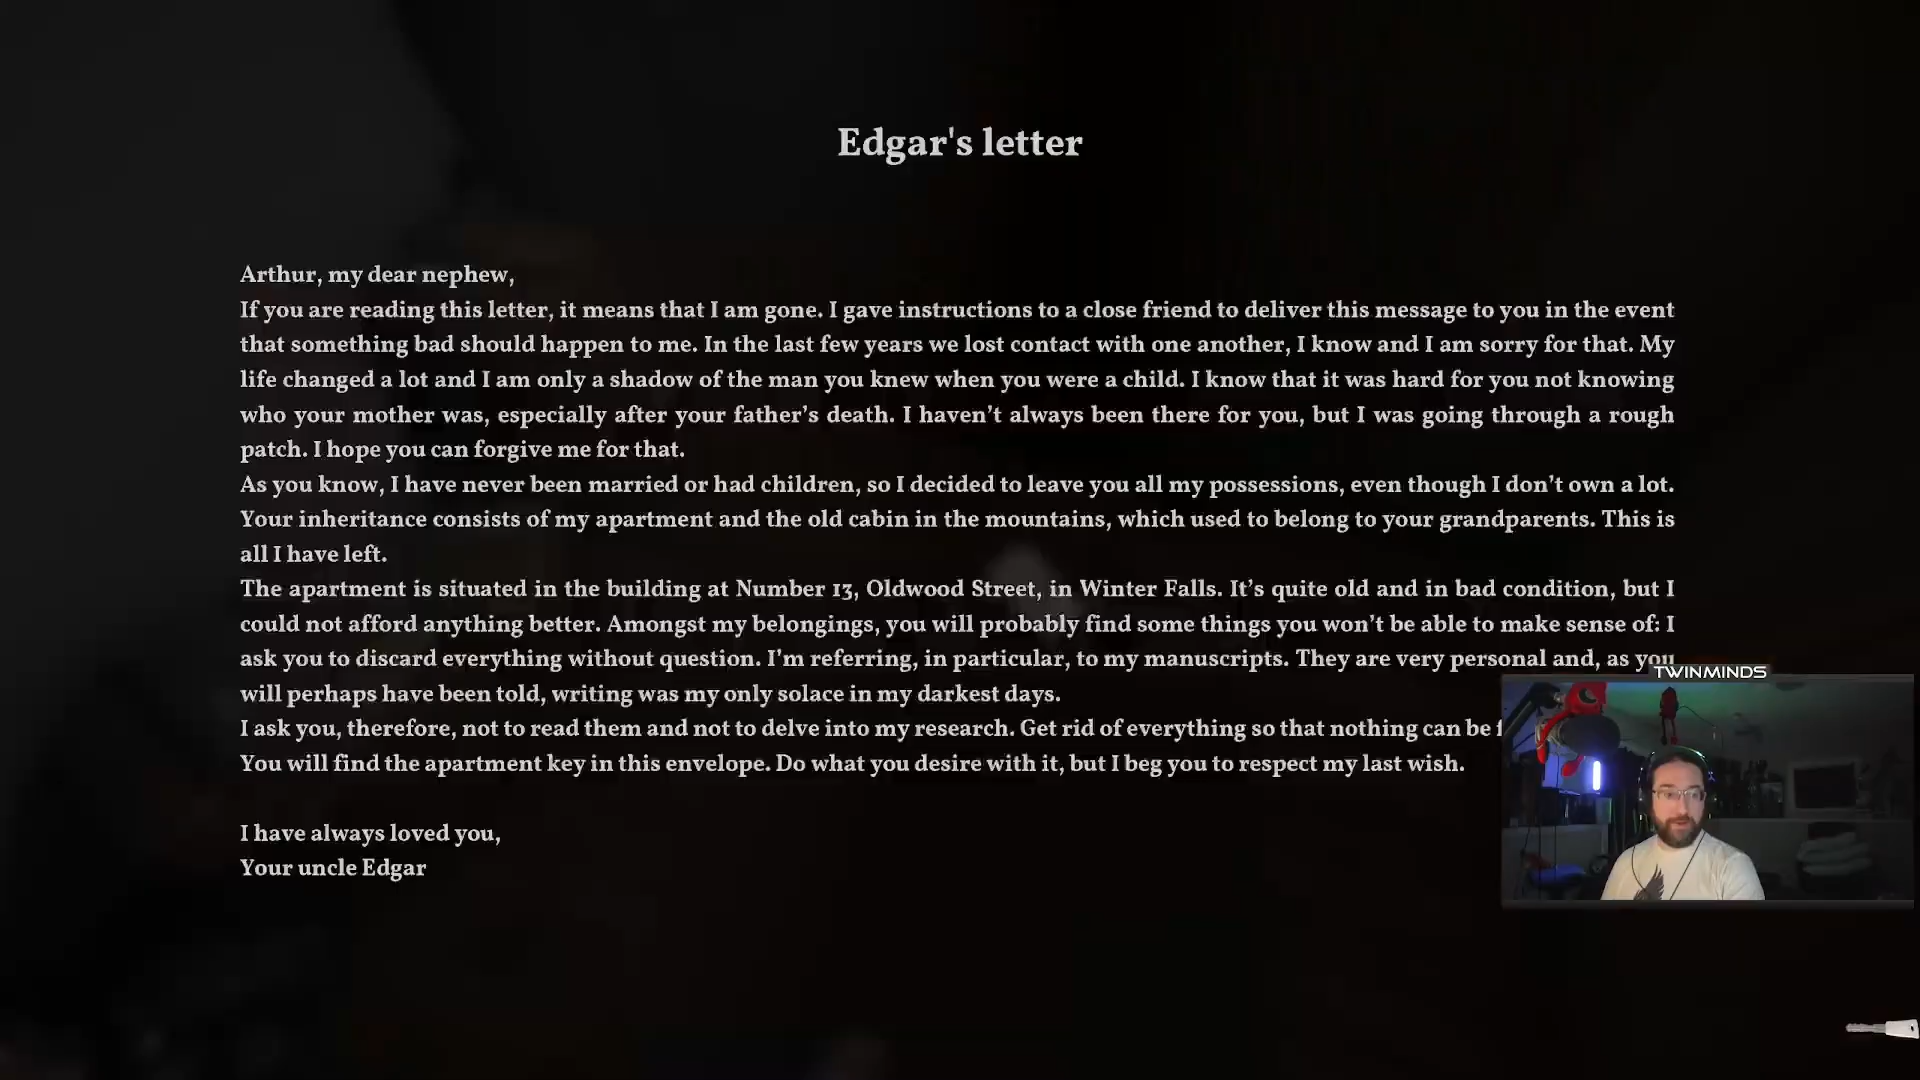 Edgar's letter
Arthur, my dear nephew,
If you are reading this letter, it means that I am gone. I gave instructions to a close friend to deliver this message to you in the event
that something bad should happen to me. In the last few years we lost contact with one another, I know and I am sorry for that. My
life changed a lot and I am only a shadow of the man you knew when you were a child. I know that it was hard for you not knowing
who your mother was, especially after your father’s death. I haven’t always been there for you, but I was going through a rough
patch. I hope you can forgive me for that.
As you know, I have never been married or had children, so I decided to leave you all my possessions, even though I don’t own a lot.
Your inheritance consists of my apartment and the old cabin in the mountains, which used to belong to your grandparents. This is
all I have left.
The apartment is situated in the building at Number 13, Oldwood Street, in Winter Falls. It’s quite old and in bad condition, but I
could not afford anything better. Amongst my belongings, you will probably find some things you won’t be able to make sense of: I
ask you to discard everything without question. I’m referring, in particular, to my manuscripts. They are very personal and, as you
will perhaps have been told, writing was my only solace in my darkest days.
I ask you, therefore, not to read them and not to delve into my research. Get rid of everything so that nothing can be
You will find the apartment key in this envelope. Do what you desire with it, but I beg you to respect my last wish.
I have always loved you,
Your uncle Edgar
TWINMINDS